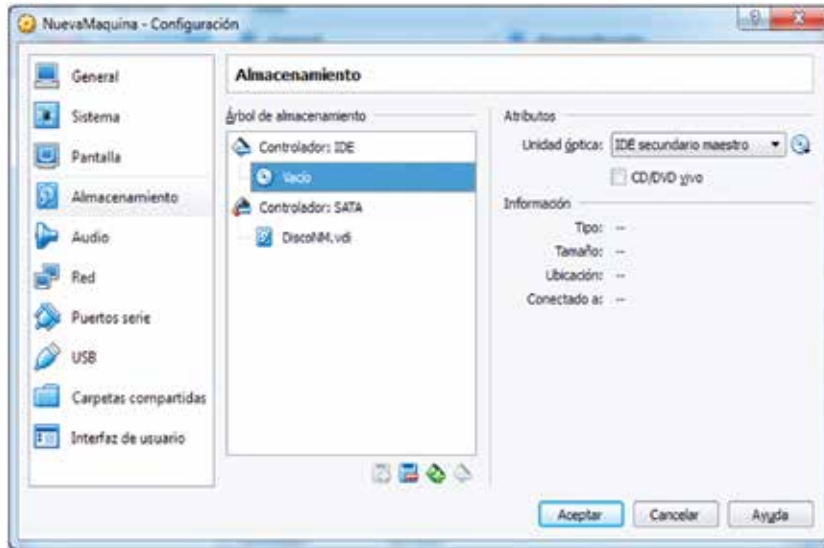 NuevaMaquina - Configuración
General
Sistema
Pantalla
Almacenamiento
Audio
Red
Puertos serie
USB
Carpetas compartidas
Interfaz de usuario
Almacenamiento
Árbol de almacenamiento
Controlador: IDE
Vacío
Controlador: SATA
DiscoNM.vdi
Atributos
Unidad óptica: IDE secundario maestro
CD/DVD vivo
Información
Tipo: --
Tamaño: --
Ubicación: --
Conectado a: --
Aceptar
Cancelar
Ayuda